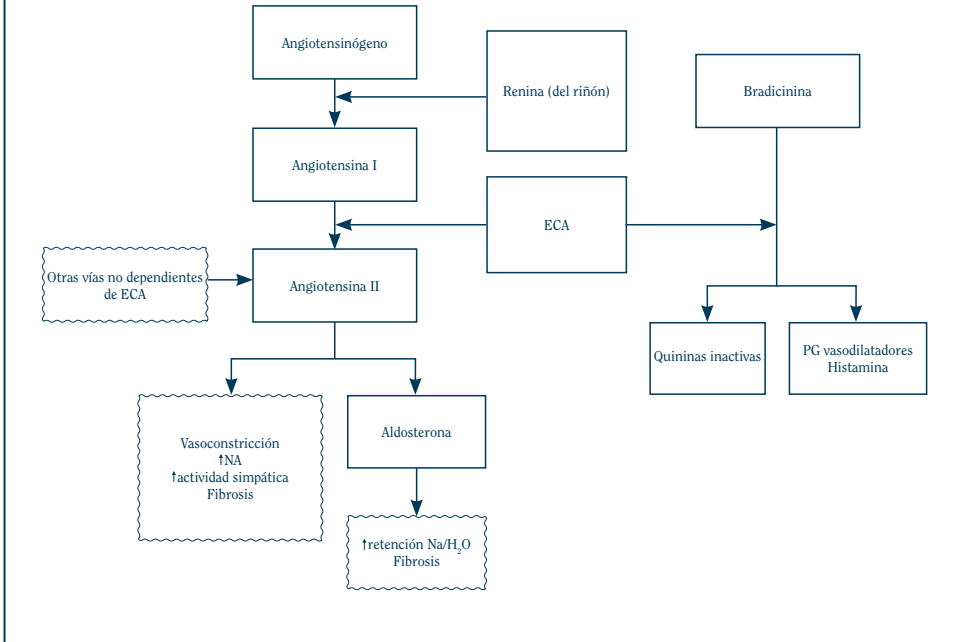 Angiotensinógeno
Renina (del riñón)
Bradicinina
Angiotensina I
ECA
Otras vías no dependientes
de ECA
Angiotensina II
Quininas inactivas
PG vasodilatadores
Histamina
Vasoconstricción
↑NA
↑actividad simpática
Fibrosis
Aldosterona
↑retención Na/H₂O
Fibrosis